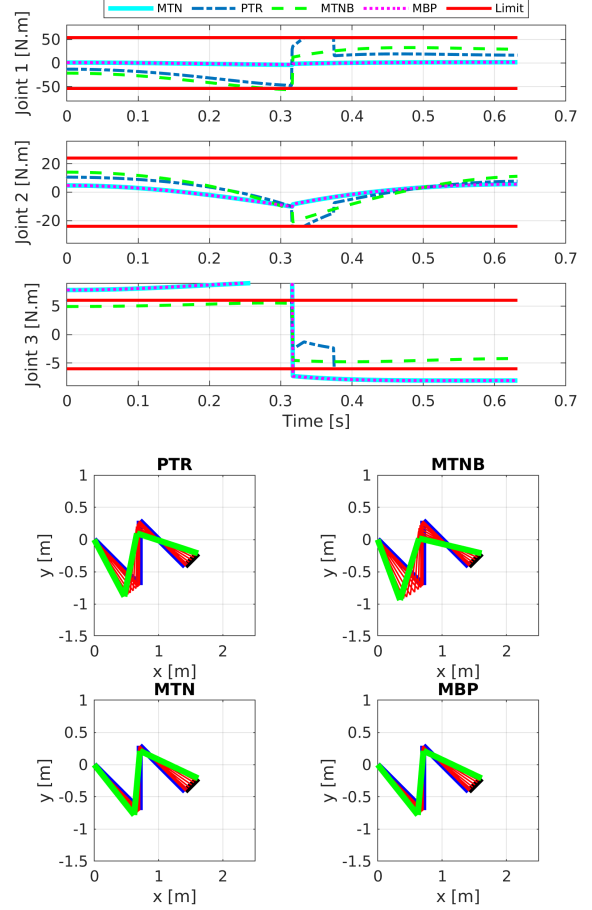 MTN PTR MTNB MBP Limit
Joint 1 [N.m]
50
0
-50
0 0.1 0.2 0.3 0.4 0.5 0.6 0.7
Joint 2 [N.m]
20
0
-20
0 0.1 0.2 0.3 0.4 0.5 0.6 0.7
Joint 3 [N.m]
5
0
-5
0 0.1 0.2 0.3 0.4 0.5 0.6 0.7
Time [s]
PTR
y [m]
1
0.5
0
-0.5
-1
-1.5
0 1 2
x [m]
MTNB
y [m]
1
0.5
0
-0.5
-1
-1.5
0 1 2
x [m]
MTN
y [m]
1
0.5
0
-0.5
-1
-1.5
0 1 2
x [m]
MBP
y [m]
1
0.5
0
-0.5
-1
-1.5
0 1 2
x [m]